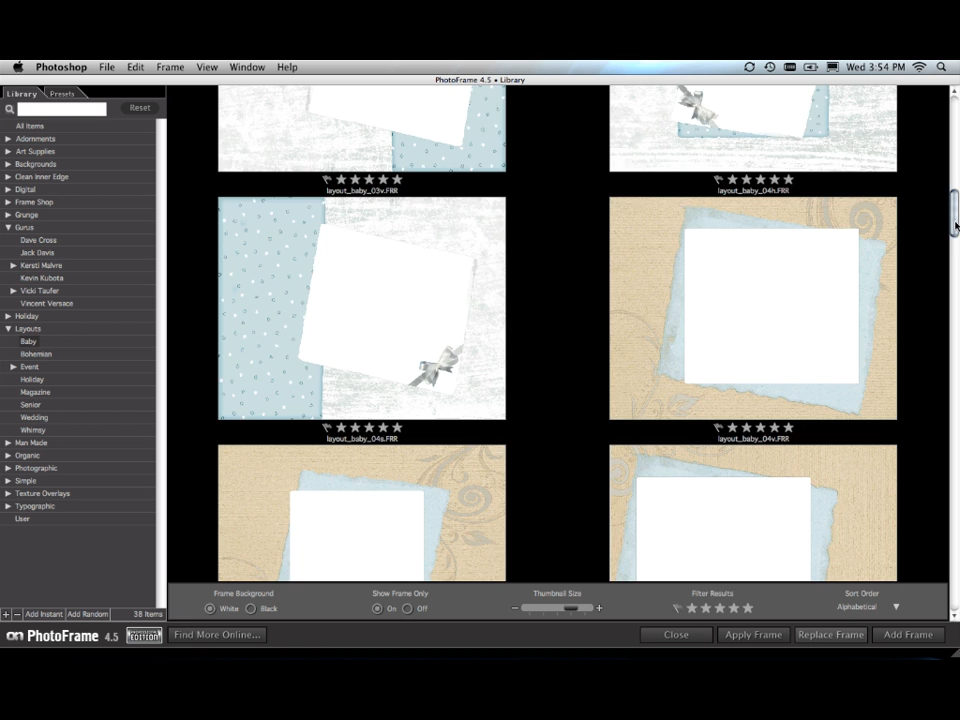 Photoshop File Edit Frame View Window Help Wed 3:54 PM
PhotoFrame 4.5 • Library
Library Presets
Reset
All Items
Adornments
Art Supplies
Backgrounds
Clean Inner Edge
Digital
Frame Shop
Grunge
Gurus
Dave Cross
Jack Davis
Kersti Malvre
Kevin Kubota
Vicki Taufer
Vincent Versace
Holiday
Layouts
Baby
Bohemian
Event
Holiday
Magazine
Senior
Wedding
Whimsy
Man Made
Organic
Photographic
Simple
Texture Overlays
Typographic
User
layout_baby_03v.FRR
layout_baby_04h.FRR
layout_baby_04s.FRR
layout_baby_04v.FRR
Frame Background
White Black
Show Frame Only
On Off
Thumbnail Size
Filter Results
Sort Order
Alphabetical
Add Instant Add Random 38 Items
on PhotoFrame 4.5 EDITION
Find More Online...
Close Apply Frame Replace Frame Add Frame